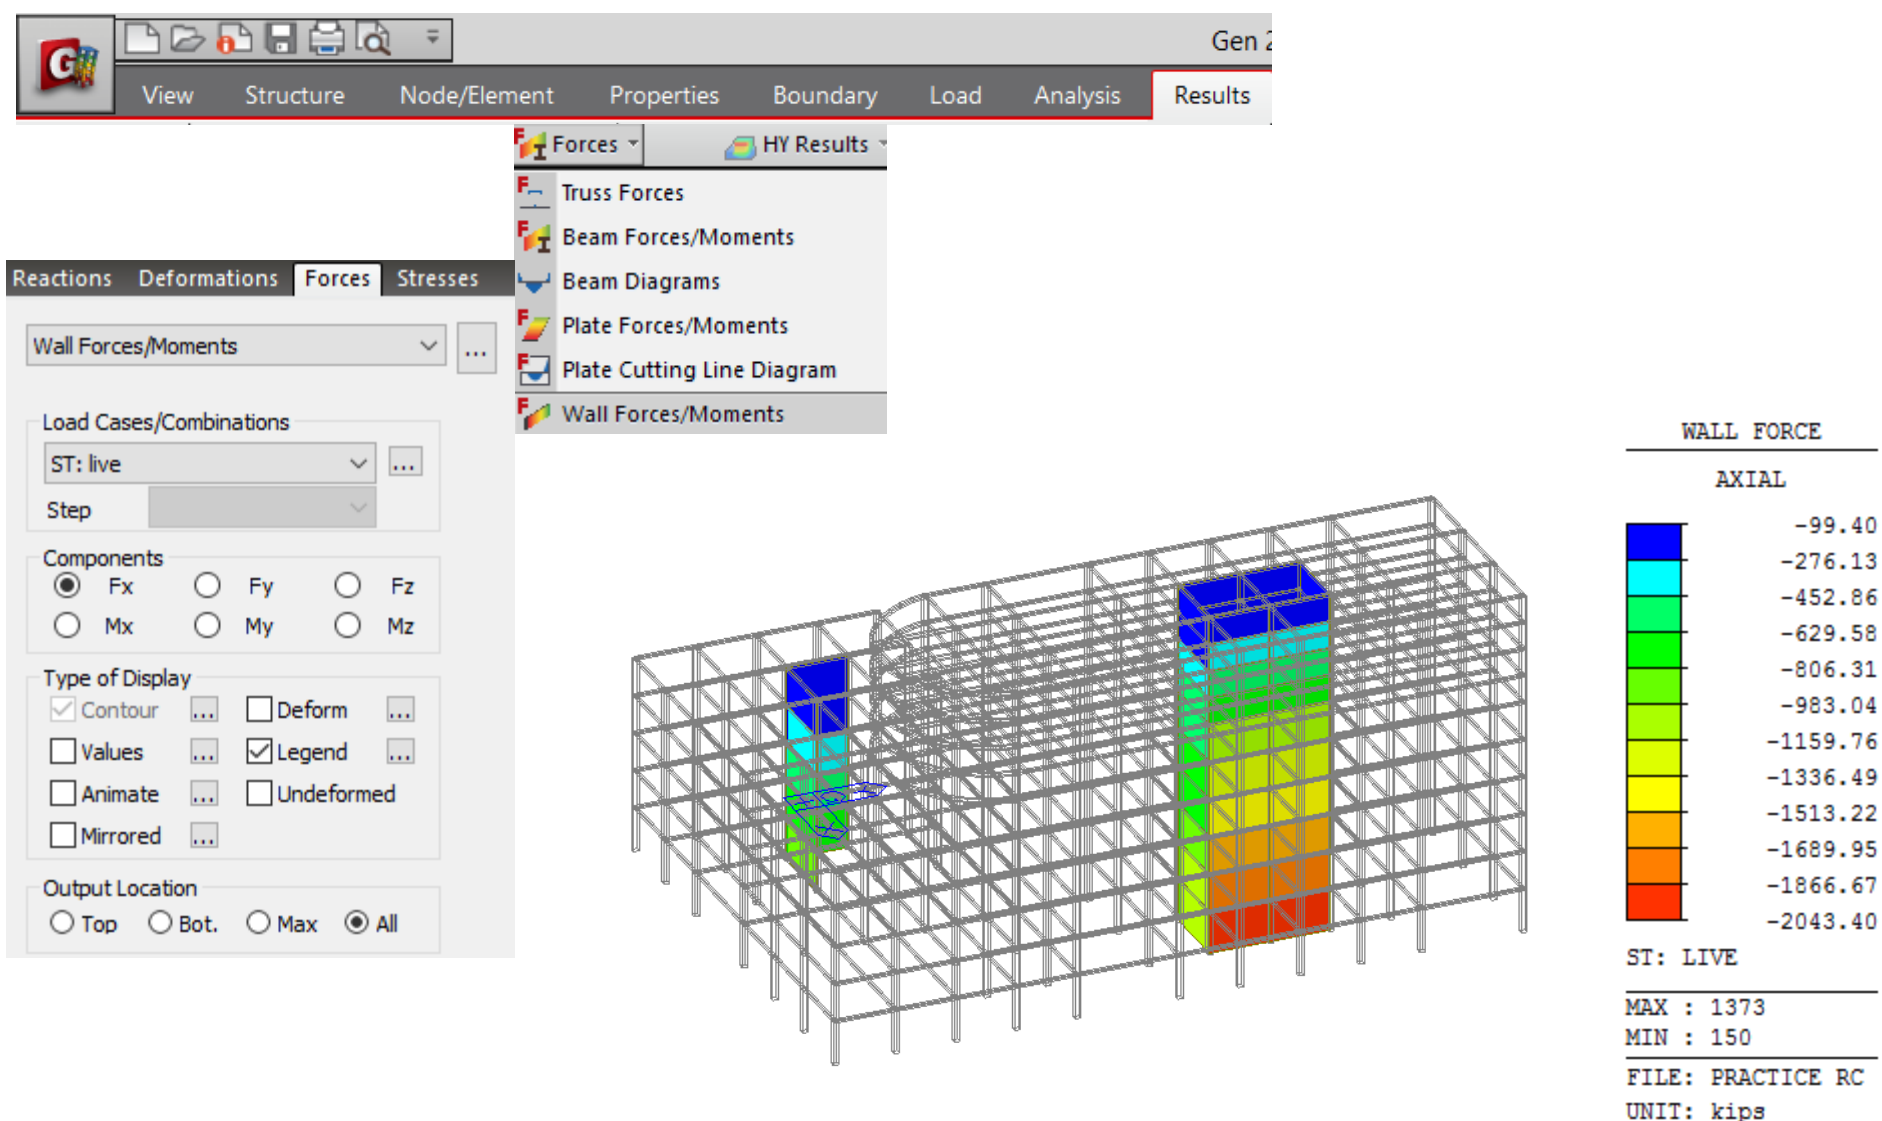 Gen 2
View Structure Node/Element Properties Boundary Load Analysis Results
Forces HY Results
Truss Forces
Beam Forces/Moments
Beam Diagrams
Plate Forces/Moments
Plate Cutting Line Diagram
Wall Forces/Moments
Reactions Deformations Forces Stresses
Wall Forces/Moments ...
Load Cases/Combinations
ST: live ...
Step
Components
Fx Fy Fz
Mx My Mz
Type of Display
Contour ... Deform ...
Values ... Legend ...
Animate ... Undeformed
Mirrored ...
Output Location
Top Bot. Max All
WALL FORCE
AXIAL
-99.40
-276.13
-452.86
-629.58
-806.31
-983.04
-1159.76
-1336.49
-1513.22
-1689.95
-1866.67
-2043.40
ST: LIVE
MAX : 1373
MIN : 150
FILE: PRACTICE RC
UNIT: kips